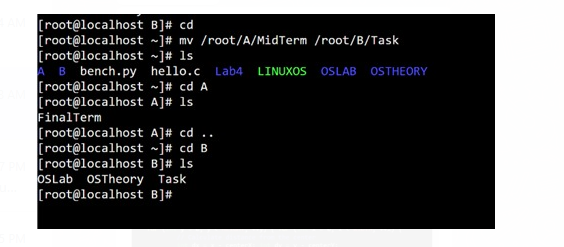 [root@localhost B]# cd
[root@localhost ~]# mv /root/A/MidTerm /root/B/Task
[root@localhost ~]# ls
A  B  bench.py  hello.c  Lab4  LINUXOS  OSLAB  OSTHEORY
[root@localhost ~]# cd A
[root@localhost A]# ls
FinalTerm
[root@localhost A]# cd ..
[root@localhost ~]# cd B
[root@localhost B]# ls
OSLab  OSTheory  Task
[root@localhost B]#